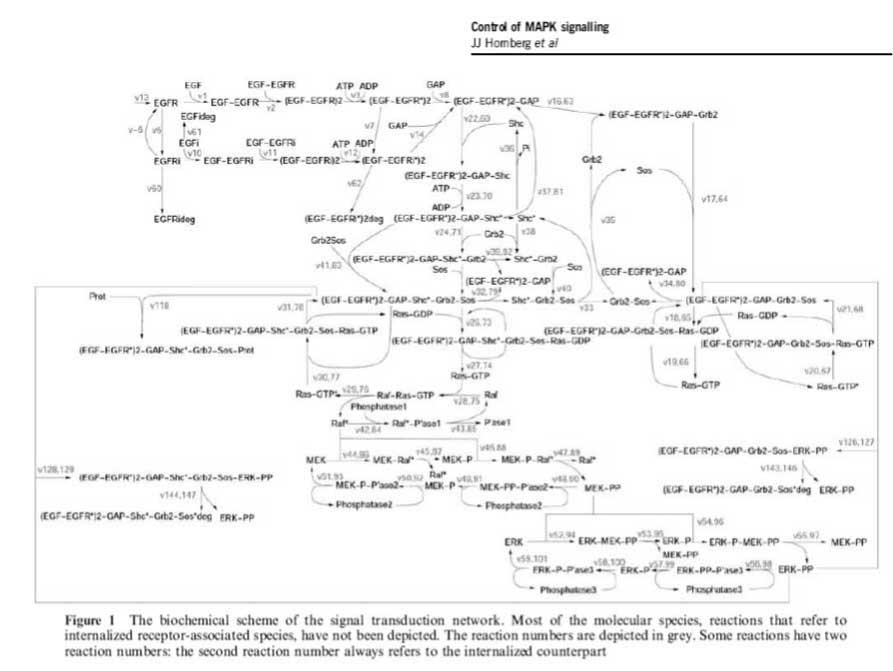 Control of MAPK signalling
JJ Hornberg et al
EGF EGF-EGFR ATP ADP GAP
v13 EGFR v1 EGF-EGFR v2 (EGF-EGFR)2 v3 (EGF-EGFR*)2 v8 (EGF-EGFR*)2-GAP v16,63 (EGF-EGFR*)2-GAP-Grb2
EGFideg
v-6 v6 v61 v7 GAP v14 v22,69 Shc
EGFi EGF-EGFRi ATP ADP v36 Pi
v10 v11 v12
EGFRi EGF-EGFRi (EGF-EGFRi)2 (EGF-EGFRi*)2 Grb2 Sos
(EGF-EGFR*)2-GAP-Shc
v60 v62 ATP v23,70 v37,81 v17,64
ADP
EGFRideg (EGF-EGFR*)2deg (EGF-EGFR*)2-GAP-Shc* Shc* v35
Grb2Sos v24,71 Grb2 v38
v41,83 (EGF-EGFR*)2-GAP-Shc*-Grb2 v39,82 Shc*-Grb2
Sos Sos (EGF-EGFR*)2-GAP
(EGF-EGFR*)2-GAP v40 v34,80
v32,79
Prot v118 v31,78 (EGF-EGFR*)2-GAP-Shc*-Grb2-Sos Shc*-Grb2-Sos v33 Grb2-Sos (EGF-EGFR*)2-GAP-Grb2-Sos
Ras-GDP v18,65 Ras-GDP v21,68
v25,73
(EGF-EGFR*)2-GAP-Shc*-Grb2-Sos-Ras-GTP (EGF-EGFR*)2-GAP-Grb2-Sos-Ras-GDP
(EGF-EGFR*)2-GAP-Shc*-Grb2-Sos-Ras-GDP (EGF-EGFR*)2-GAP-Grb2-Sos-Ras-GTP
(EGF-EGFR*)2-GAP-Shc*-Grb2-Sos-Prot
v27,74 v19,66
v30,77 Ras-GTP v20,67
Ras-GTP Ras-GTP*
Ras-GTP* v29,76 Raf-Ras-GTP v28,75 Raf
Phosphatase1
Raf* v42,84 Raf*-P'ase1 v43,85 P'ase1
v126,127
MEK v44,86 MEK-Raf* v45,87 MEK-P v46,88 MEK-P-Raf* v47,89 Raf* (EGF-EGFR*)2-GAP-Grb2-Sos-ERK-PP
v128,129 v143,146
(EGF-EGFR*)2-GAP-Shc*-Grb2-Sos-ERK-PP v51,93 v50,92 Raf* v49,91 v48,90
MEK-P-P'ase2 MEK-P MEK-PP-P'ase2 MEK-PP (EGF-EGFR*)2-GAP-Grb2-Sos*deg ERK-PP
v144,147
Phosphatase2 Phosphatase2
(EGF-EGFR*)2-GAP-Shc*-Grb2-Sos*deg ERK-PP
v54,96
ERK v52,94 ERK-MEK-PP v53,95 ERK-P ERK-P-MEK-PP v55,97 MEK-PP
MEK-PP
v59,101 v58,100 v57,99 v56,98
ERK-P-P'ase3 ERK-P ERK-PP-P'ase3 ERK-PP
Phosphatase3 Phosphatase3
Figure 1 The biochemical scheme of the signal transduction network. Most of the molecular species, reactions that refer to
internalized receptor-associated species, have not been depicted. The reaction numbers are depicted in grey. Some reactions have two
reaction numbers: the second reaction number always refers to the internalized counterpart